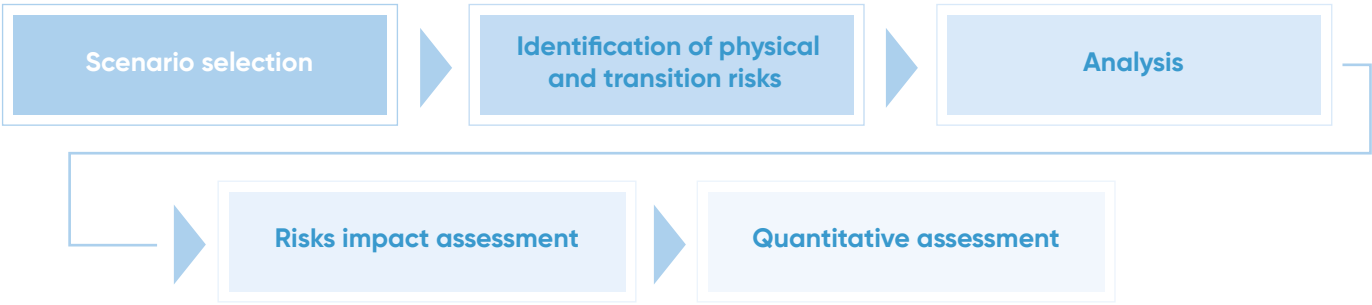 Scenario selection
Identification of physical
and transition risks
Analysis
Risks impact assessment
Quantitative assessment